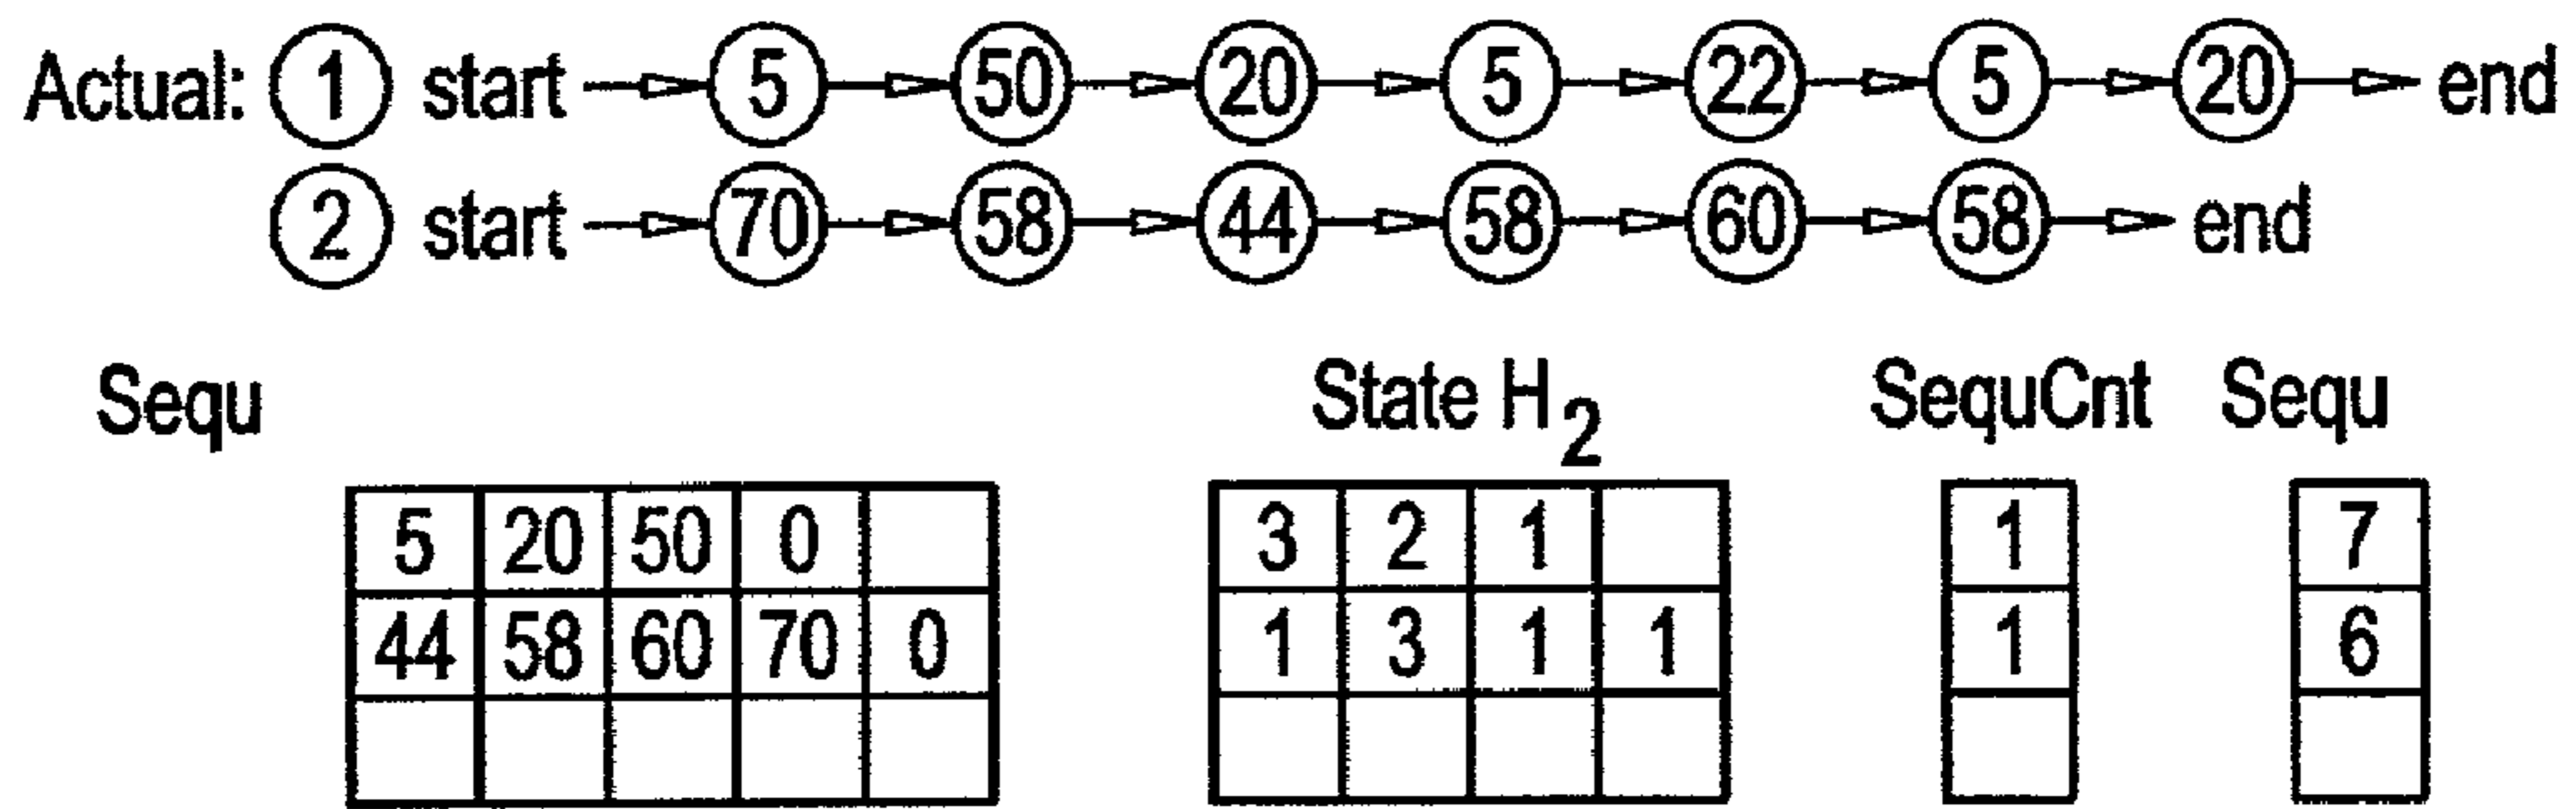 Actual: 1 start 5 50 20 5 22 5 20 end
2 start 70 58 44 58 60 58 end
Sequ State H2 SequCnt Sequ
5 20 50 0 3 2 1 1 7
44 58 60 70 0 1 3 1 1 1 6